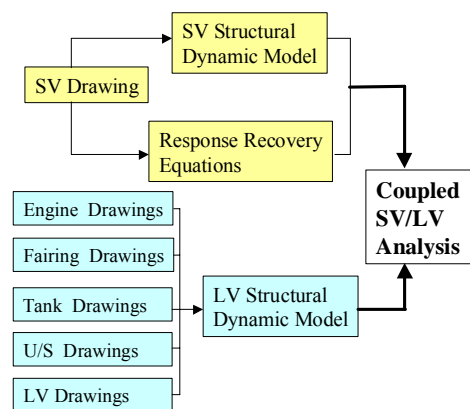 SV Structural
Dynamic Model
SV Drawing
Response Recovery
Equations
Coupled
SV/LV
Analysis
Engine Drawings
Fairing Drawings
Tank Drawings
U/S Drawings
LV Drawings
LV Structural
Dynamic Model